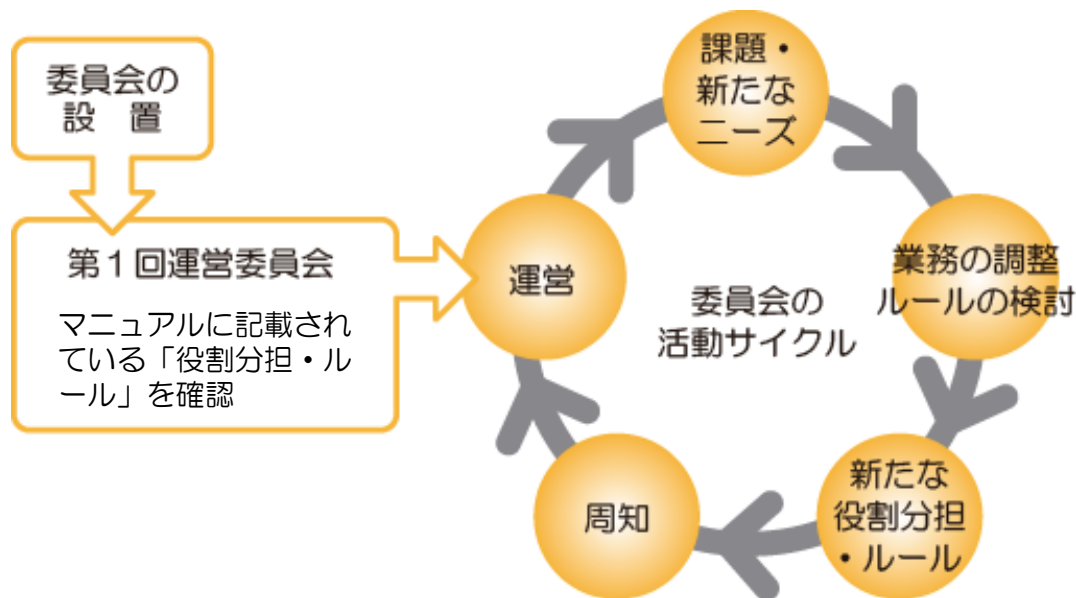 委員会の
設　置
第１回運営委員会
マニュアルに記載され
ている「役割分担・ル
ール」を確認
運営
課題・
新たな
ニーズ
業務の調整
ルールの検討
新たな
役割分担
・ルール
周知
委員会の
活動サイクル